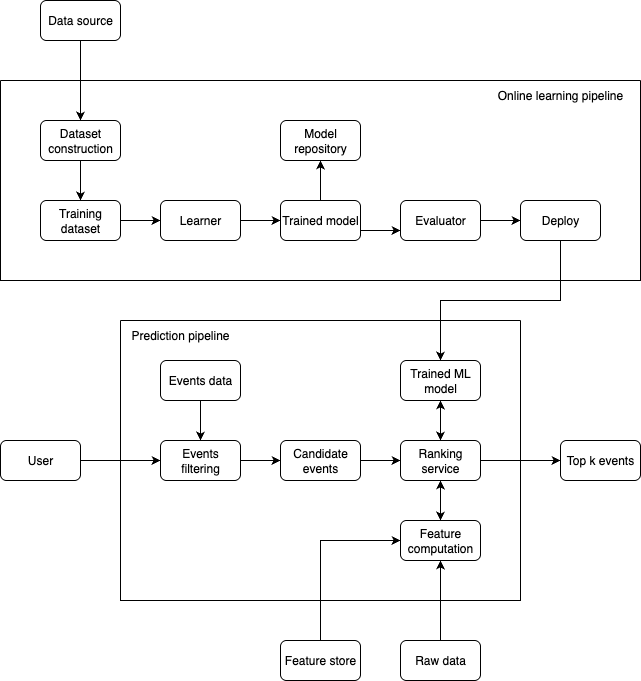 Data source
Online learning pipeline
Dataset
construction
Model
repository
Training
dataset
Learner
Trained model
Evaluator
Deploy
Prediction pipeline
Events data
Trained ML
model
User
Events
filtering
Candidate
events
Ranking
service
Top k events
Feature
computation
Feature store
Raw data